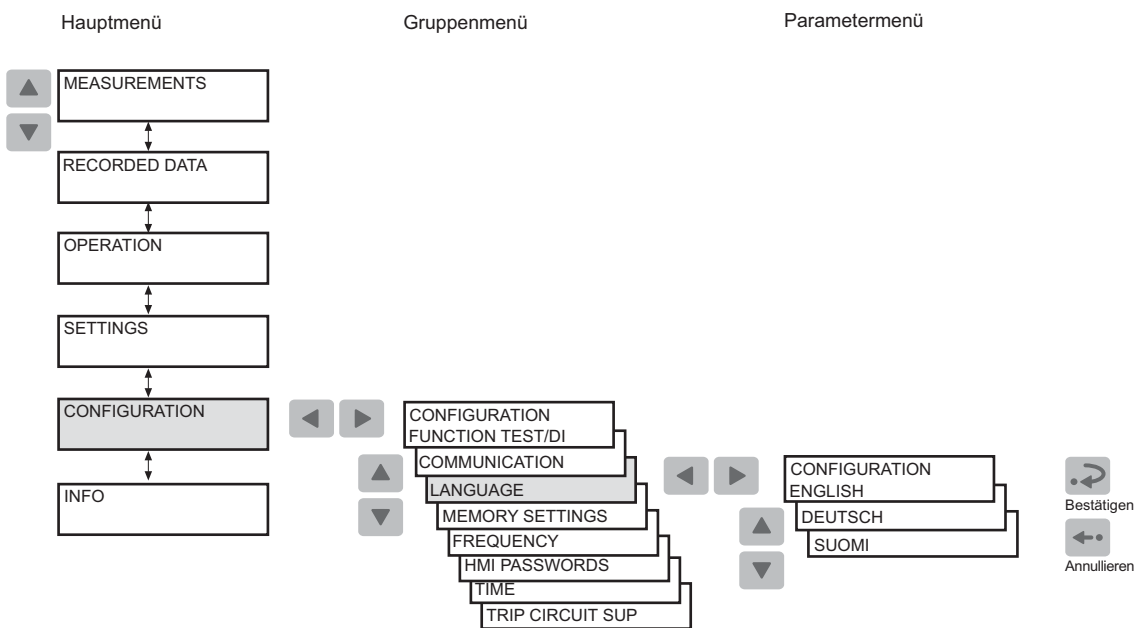 Hauptmenü
Gruppenmenü
Parametermenü
MEASUREMENTS
RECORDED DATA
OPERATION
SETTINGS
CONFIGURATION
INFO
CONFIGURATION
FUNCTION TEST/DI
COMMUNICATION
LANGUAGE
MEMORY SETTINGS
FREQUENCY
HMI PASSWORDS
TIME
TRIP CIRCUIT SUP
CONFIGURATION
ENGLISH
DEUTSCH
SUOMI
Bestätigen
Annullieren